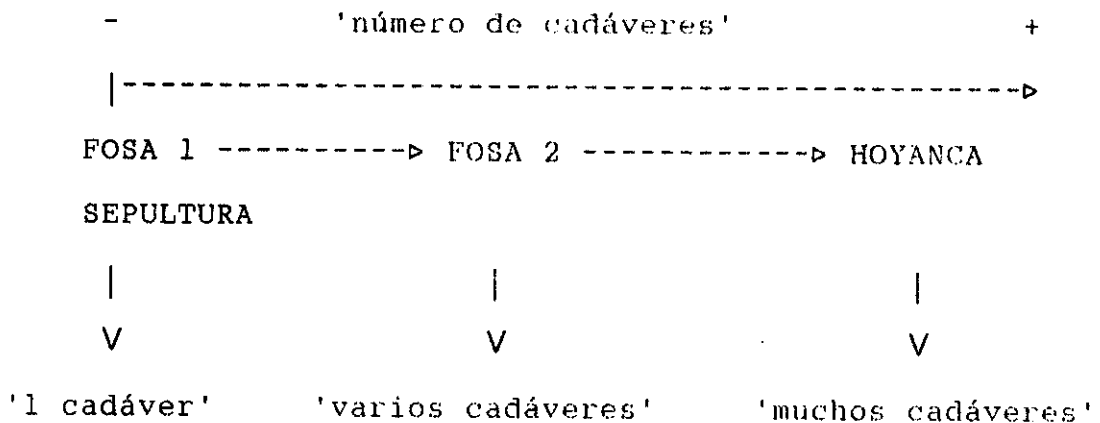 - 'número de cadáveres' +
|----------------------------------------------▷
FOSA 1 ----------▷ FOSA 2 ------------▷ HOYANCA
SEPULTURA
| | |
V V V
'1 cadáver' 'varios cadáveres' 'muchos cadáveres'